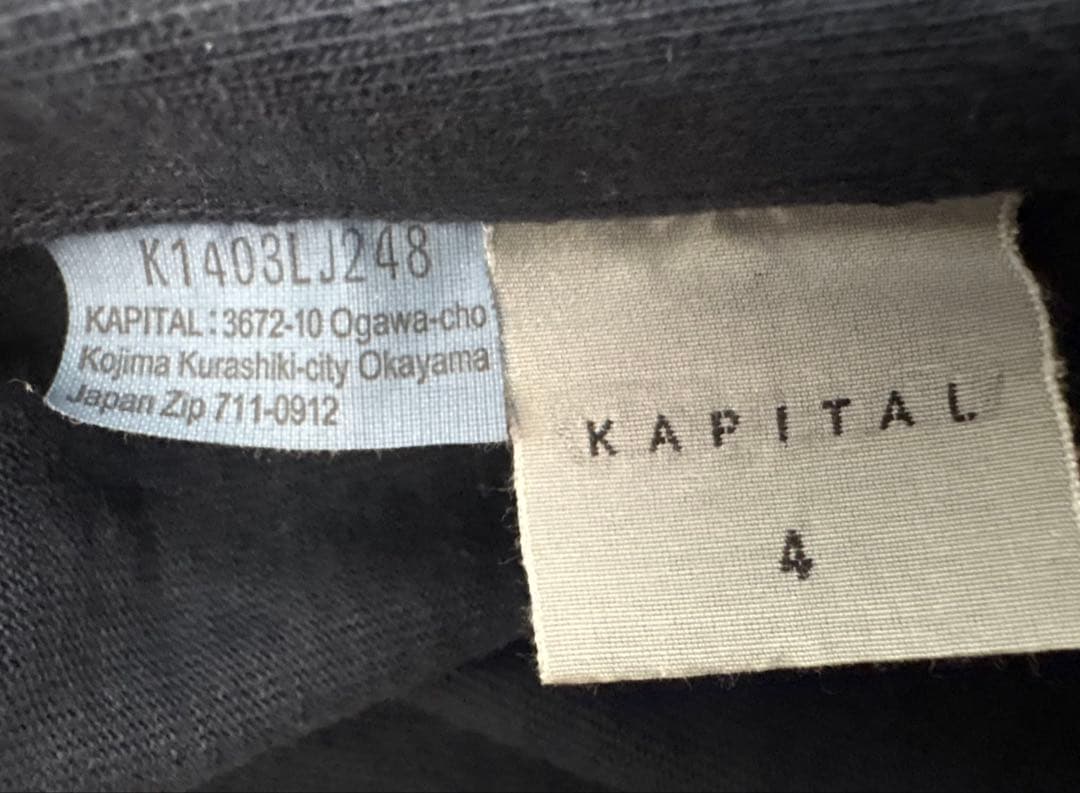 K1403LJ248
KAPITAL:3672-10 Ogawa-cho
Kojima Kurashiki-city Okayama
Japan Zip 711-0912
KAPITAL
4